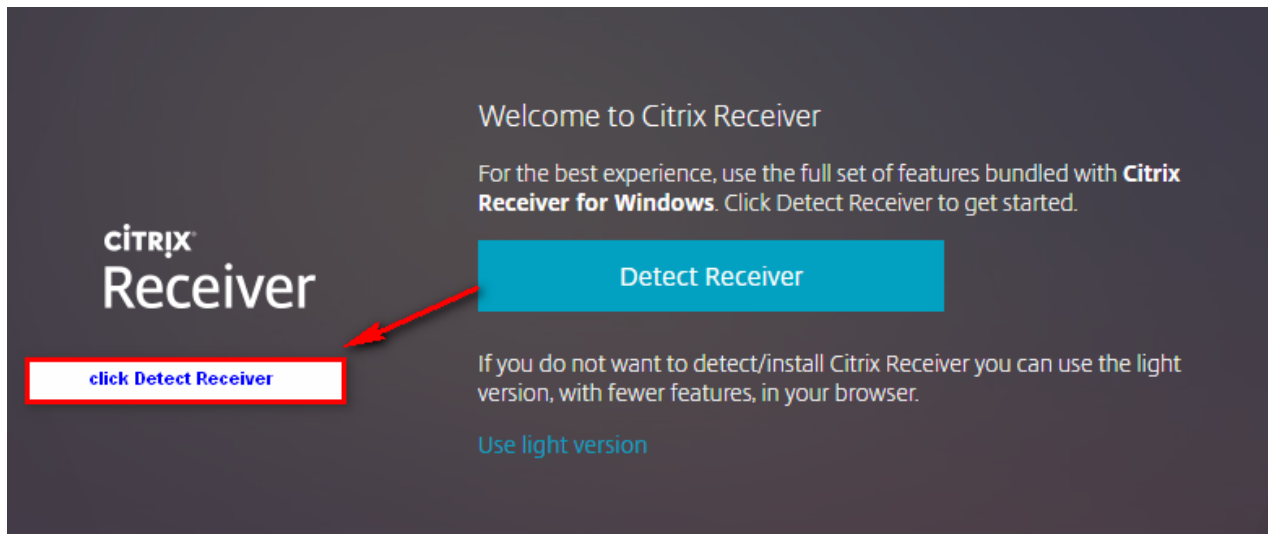 Welcome to Citrix Receiver
For the best experience, use the full set of features bundled with Citrix
Receiver for Windows. Click Detect Receiver to get started.
CİTRỊX
Receiver
Detect Receiver
click Detect Receiver
If you do not want to detect/install Citrix Receiver you can use the light
version, with fewer features, in your browser.
Use light version